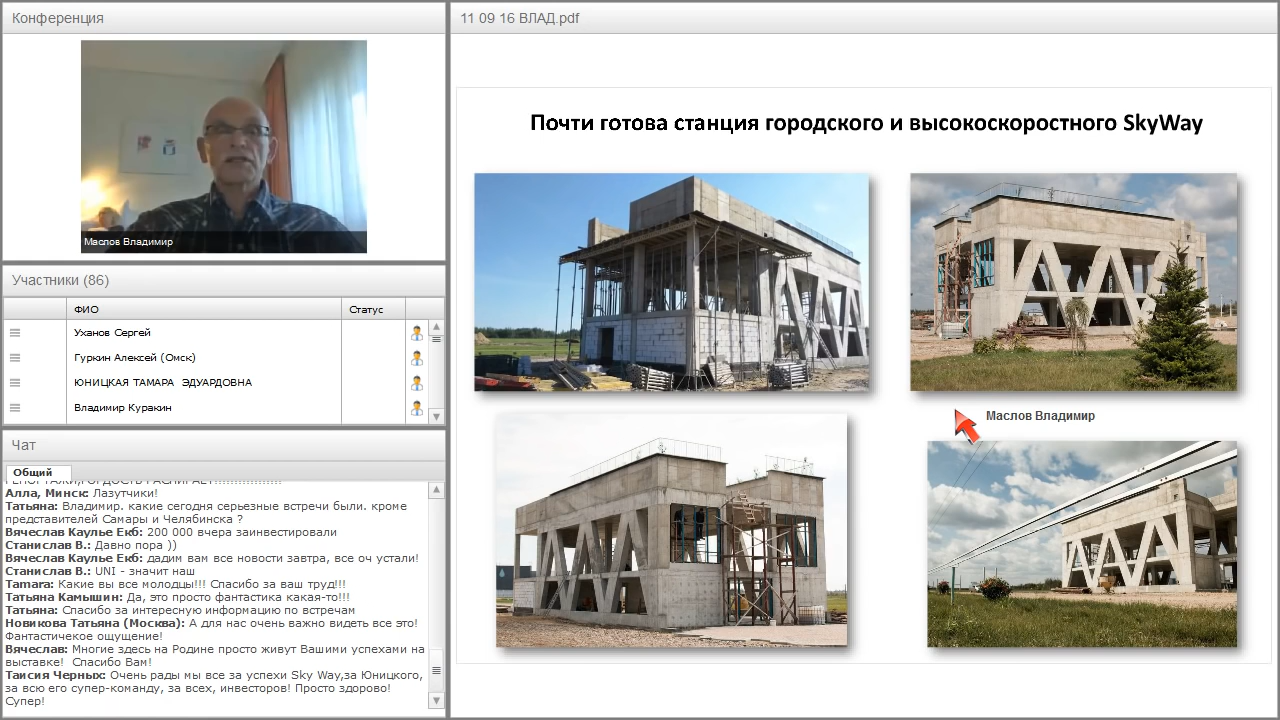 Конференция
Маслов Владимир
Участники (86)
ФИО
Статус
Уханов Сергей
Гуркин Алексей (Омск)
ЮНИЦКАЯ ТАМАРА ЭДУАРДОВНА
Владимир Куракин
Чат
Общий
Алла, Минск: Лазутчики!
Татьяна: Владимир. какие сегодня серьезные встречи были. кроме
представителей Самары и Челябинска ?
Вячеслав Каулье Екб: 200 000 вчера заинвестировали
Станислав В.: Давно пора ))
Вячеслав Каулье Екб: дадим вам все новости завтра, все оч устали!
Станислав В.: UNI - значит наш
Tamara: Какие вы все молодцы!!! Спасибо за ваш труд!!!
Татьяна Камышин: Да, это просто фантастика какая-то!!!
Татьяна: Спасибо за интересную информацию по встречам
Новикова Татьяна (Москва): А для нас очень важно видеть все это!
Фантастичекое ощущение!
Вячеслав: Многие здесь на Родине просто живут Вашими успехами на
выставке! Спасибо Вам!
Таисия Черных: Очень рады мы все за успехи Sky Way,за Юницкого,
за всю его супер-команду, за всех, инвесторов! Просто здорово!
Супер!
11 09 16 ВЛАД.pdf
Почти готова станция городского и высокоскоростного SkyWay
Маслов Владимир